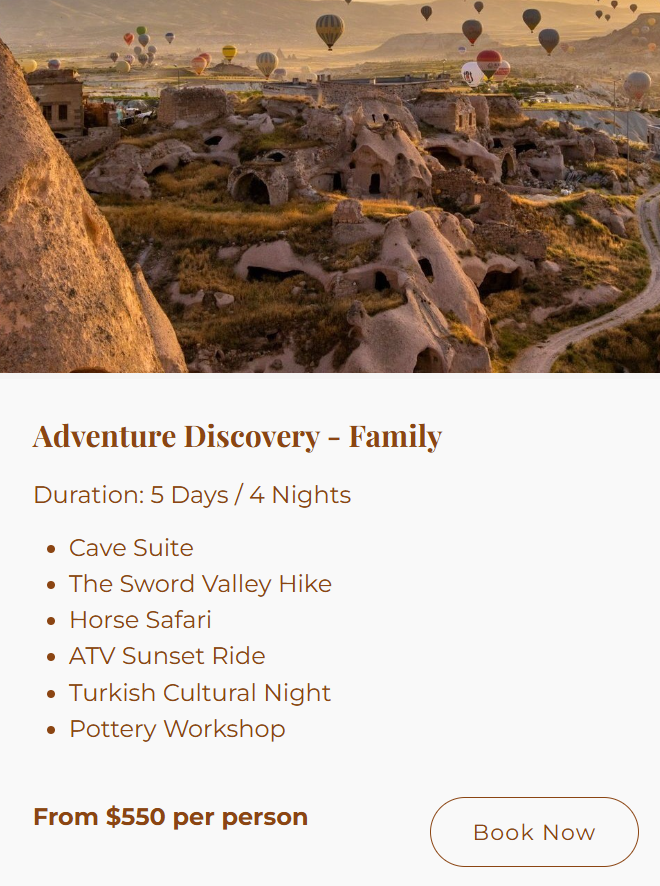 Adventure Discovery - Family
Duration: 5 Days / 4 Nights
• Cave Suite
• The Sword Valley Hike
• Horse Safari
• ATV Sunset Ride
• Turkish Cultural Night
• Pottery Workshop
From $550 per person
Book Now